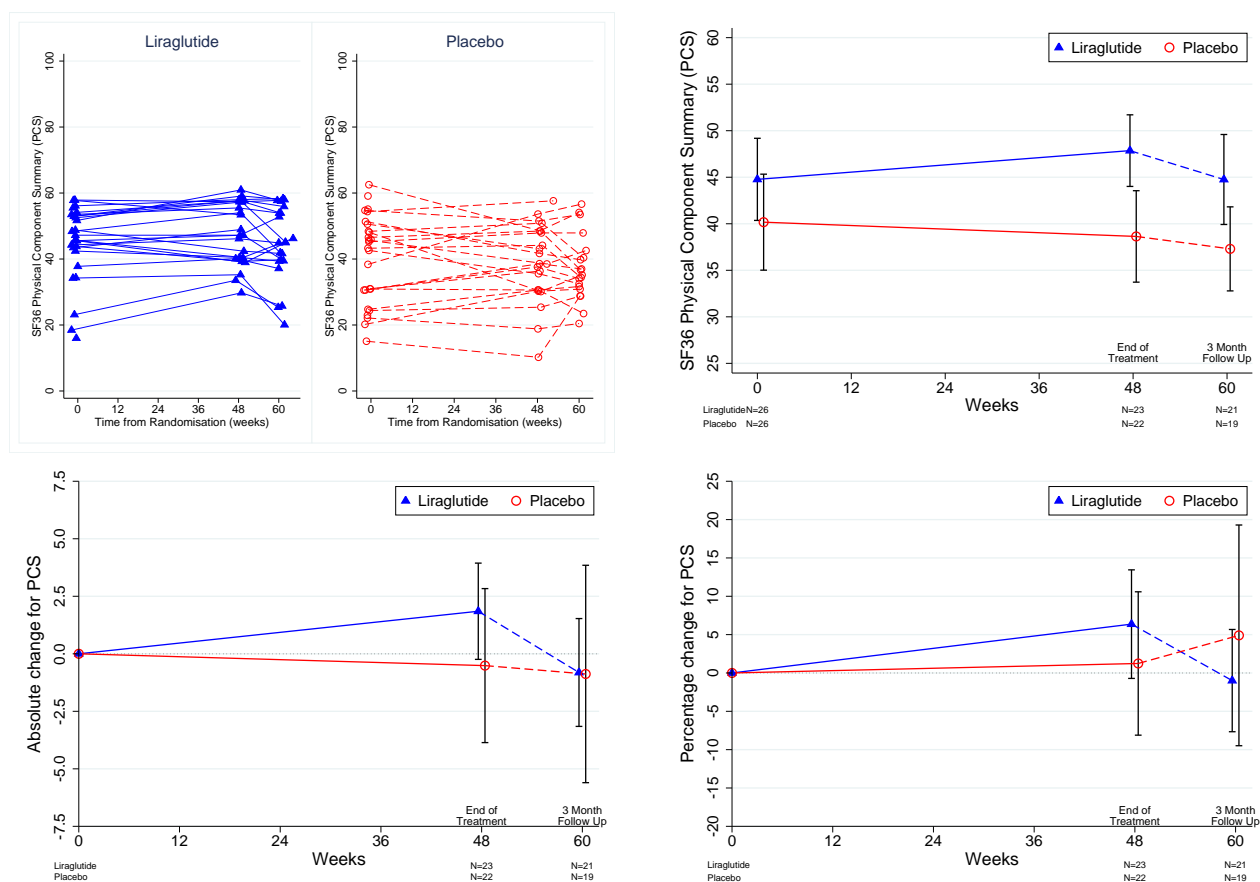 Liraglutide
Placebo
SF36 Physical Component Summary (PCS)
0 20 40 60 80 100
0 12 24 36 48 60
SF36 Physical Component Summary (PCS)
0 20 40 60 80 100
0 12 24 36 48 60
Time from Randomisation (weeks)
Time from Randomisation (weeks)
Liraglutide Placebo
SF36 Physical Component Summary (PCS)
25 30 35 40 45 50 55 60
End of
Treatment
3 Month
Follow Up
0 12 24 36 48 60
Weeks
Liraglutide N=26 N=23 N=21
Placebo N=26 N=22 N=19
Liraglutide Placebo
Absolute change for PCS
-7.5 -5.0 -2.5 0.0 2.5 5.0 7.5
End of
Treatment
3 Month
Follow Up
0 12 24 36 48 60
Weeks
Liraglutide N=23 N=21
Placebo N=22 N=19
Liraglutide Placebo
Percentage change for PCS
-20 -15 -10 -5 0 5 10 15 20 25
End of
Treatment
3 Month
Follow Up
0 12 24 36 48 60
Weeks
Liraglutide N=23 N=21
Placebo N=22 N=19